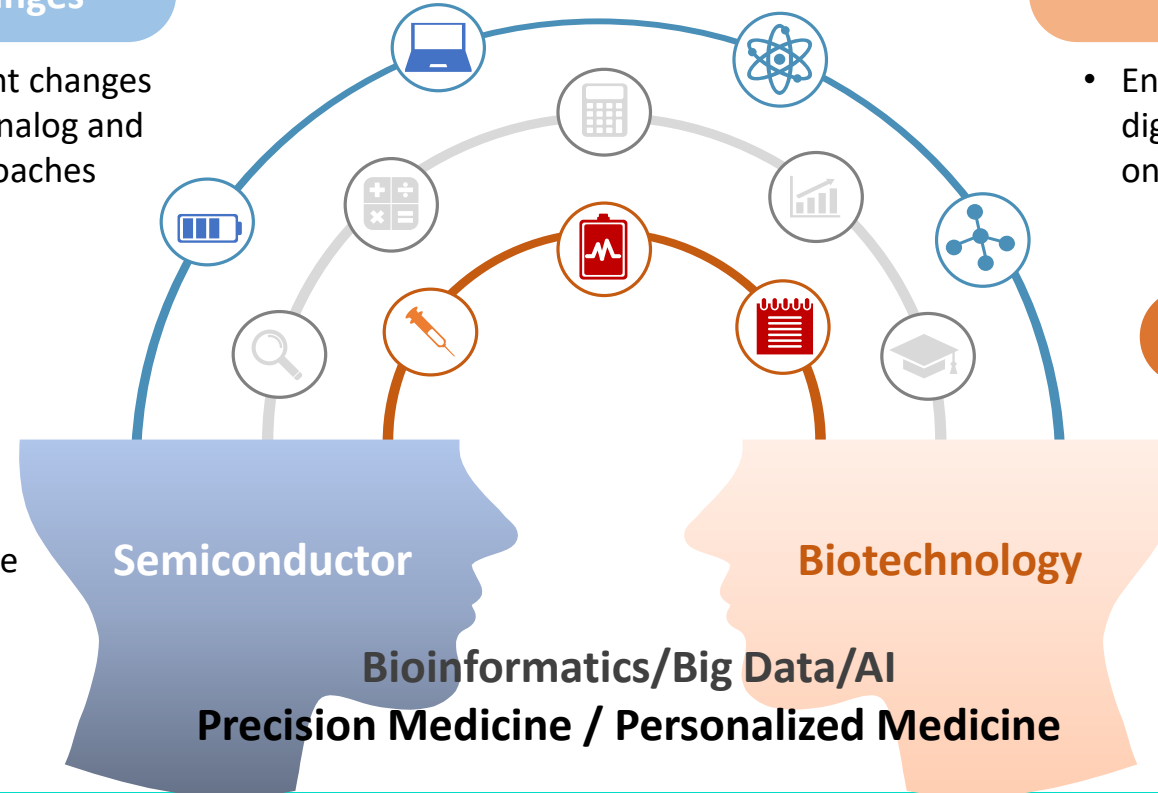 nt changes
nalog and
oaches
• En
dig
on
e
Semiconductor
Biotechnology
Bioinformatics/Big Data/AI
Precision Medicine / Personalized Medicine